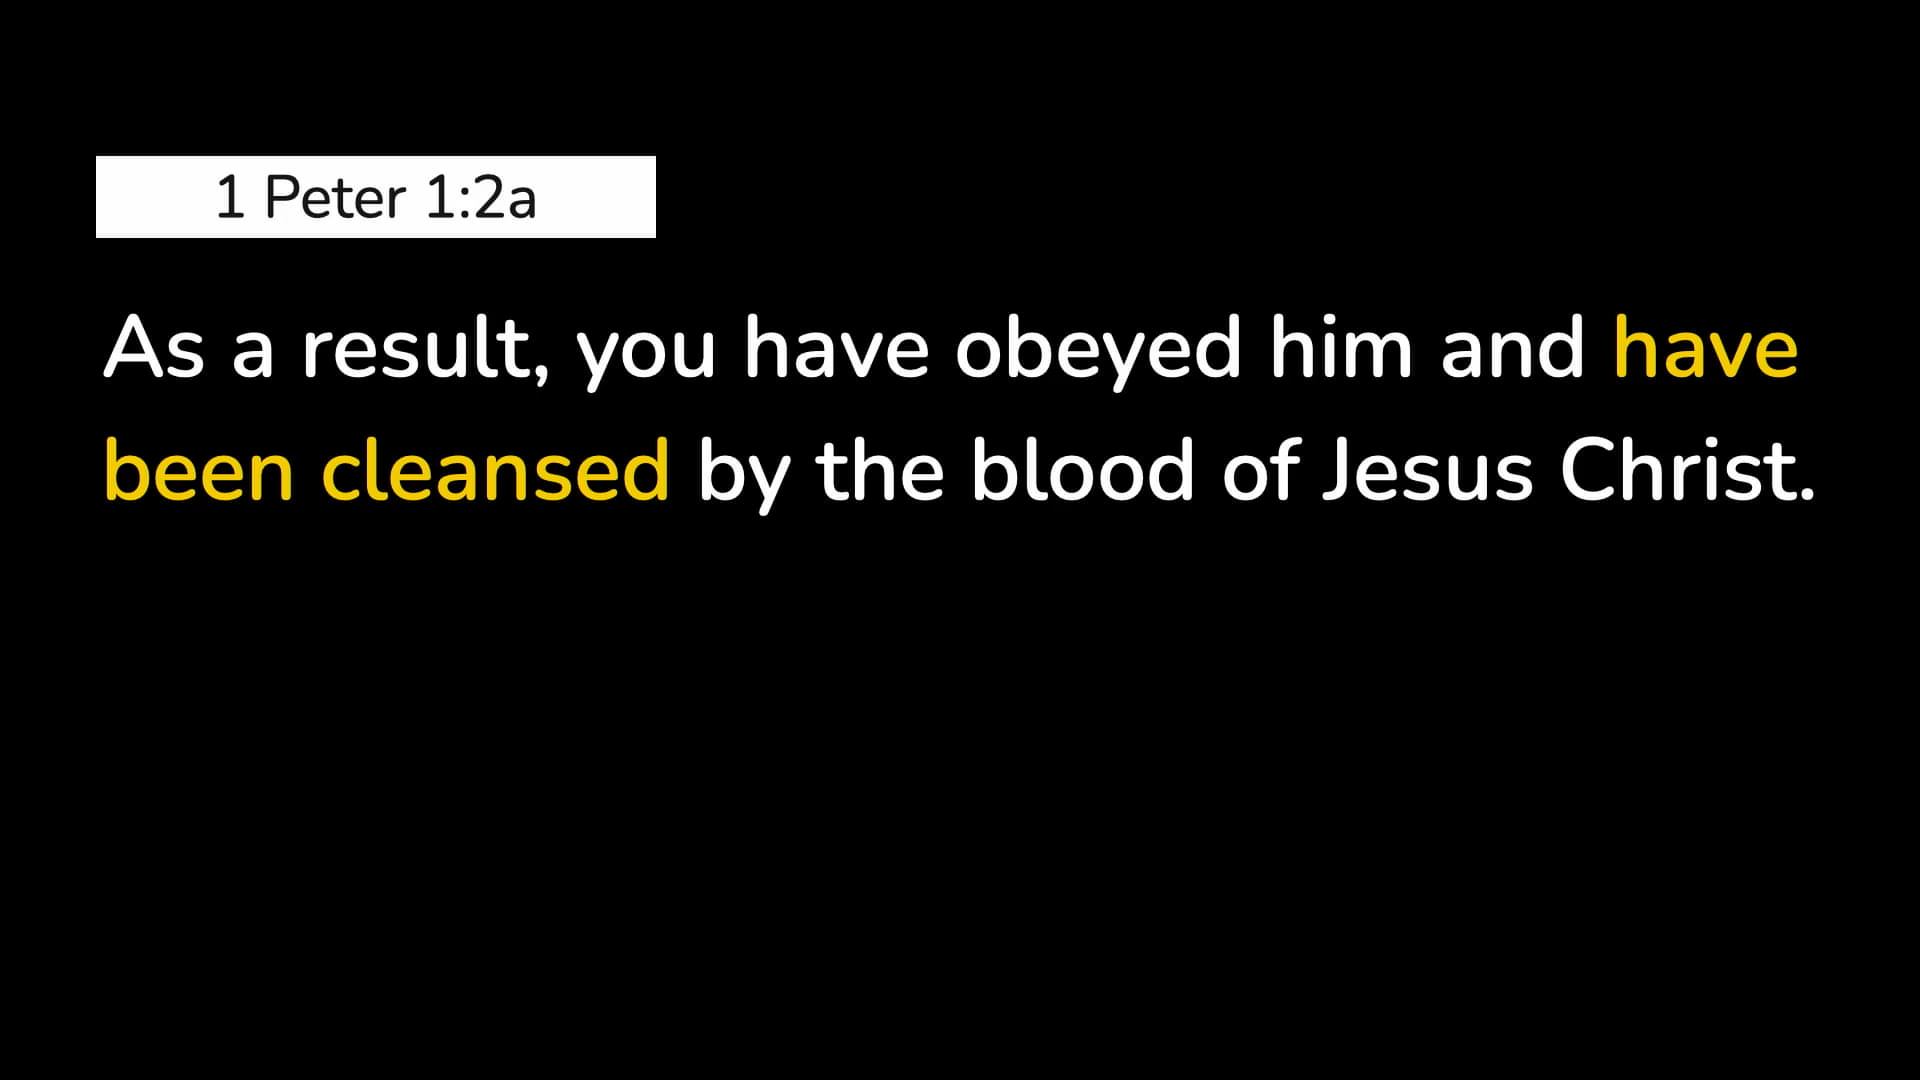 1 Peter 1:2a
As a result, you have obeyed him and have
been cleansed by the blood of Jesus Christ.